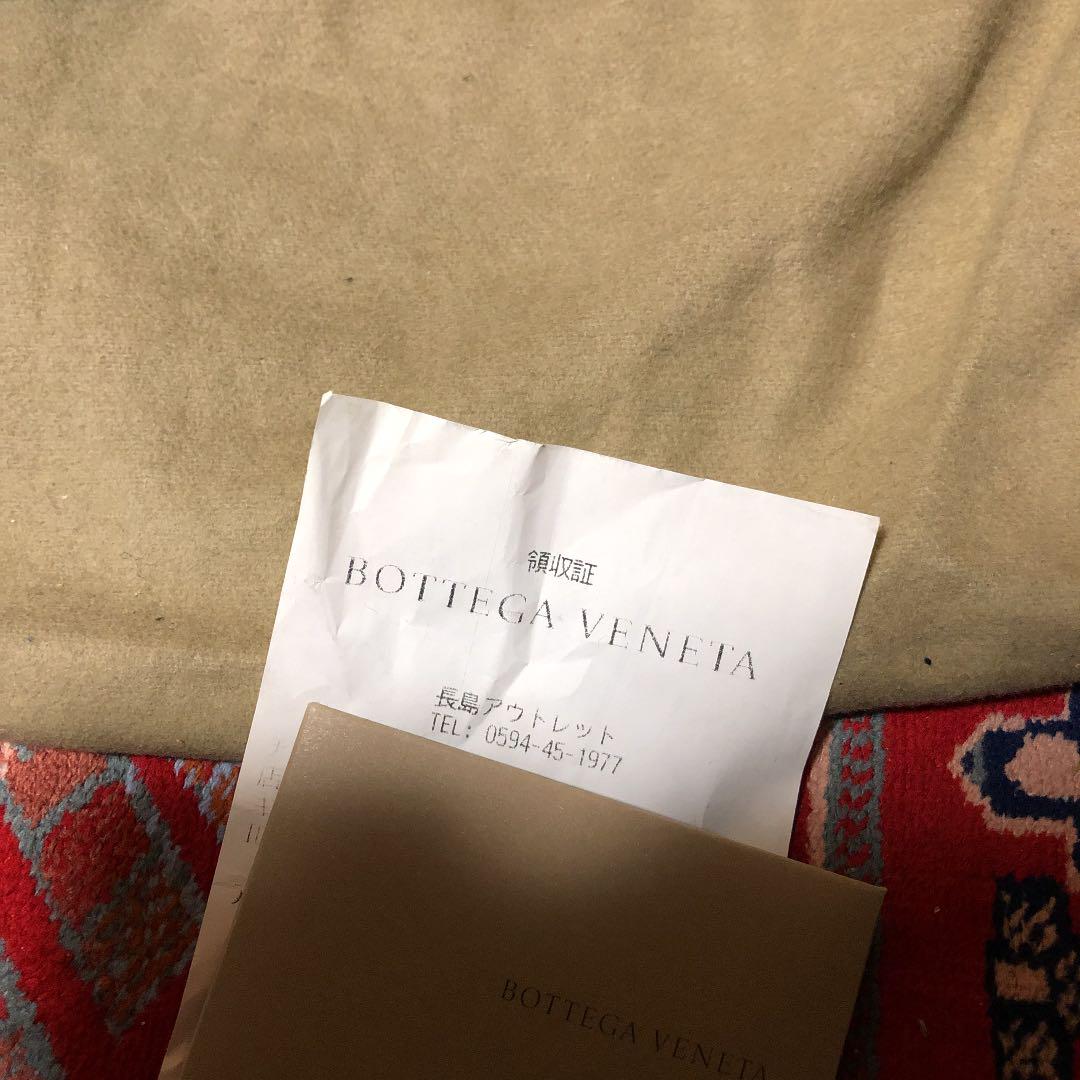 領収証
BOTTEGA VENETA
長島アウトレット
TEL: 0594-45-1977
店
BOTTEGA VENETA